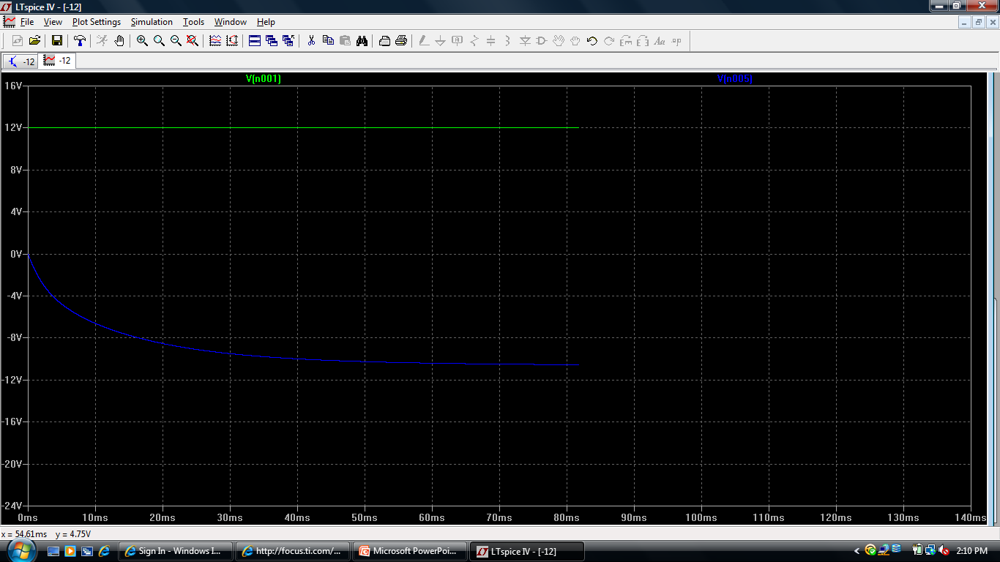 LTspice IV - [-12]
File View Plot Settings Simulation Tools Window Help
-12 -12
V(n001) V(n005)
16V
12V
8V
4V
0V
-4V
-8V
-12V
-16V
-20V
-24V
0ms 10ms 20ms 30ms 40ms 50ms 60ms 70ms 80ms 90ms 100ms 110ms 120ms 130ms 140ms
x = 54.61ms y = 4.75V
Sign In - Windows I... http://focus.ti.com/... Microsoft PowerPoi... LTspice IV - [-12] 2:10 PM